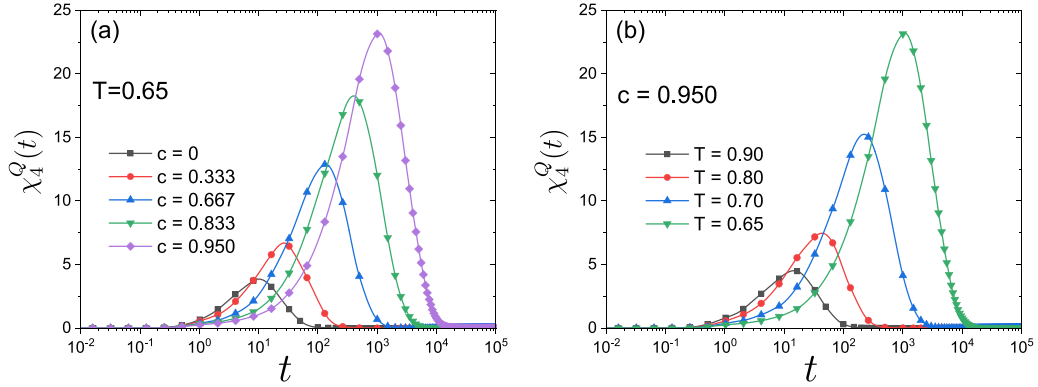 (a)
T=0.65
c = 0
c = 0.333
c = 0.667
c = 0.833
c = 0.950
χ₄^Q(t)
0
5
10
15
20
25
10⁻²
10⁻¹
10⁰
10¹
10²
10³
10⁴
10⁵
t
(b)
c = 0.950
T = 0.90
T = 0.80
T = 0.70
T = 0.65
χ₄^Q(t)
0
5
10
15
20
25
10⁻²
10⁻¹
10⁰
10¹
10²
10³
10⁴
10⁵
t